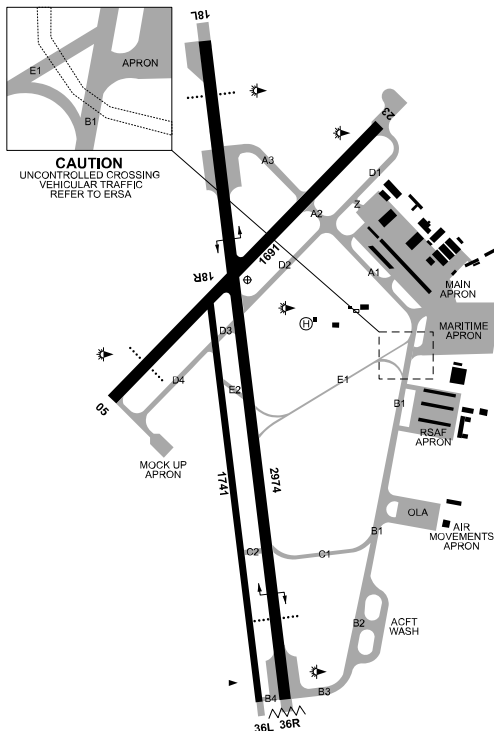 18L
APRON
E1
B1
CAUTION
UNCONTROLLED CROSSING
VEHICULAR TRAFFIC
REFER TO ERSA
23
A3
D1
Z
A2
1691
D2
18R
A1
MAIN
APRON
MARITIME
APRON
H
D3
D4
E2
E1
B1
05
RSAF
APRON
MOCK UP
APRON
1741
2974
OLA
AIR
MOVEMENTS
APRON
B1
C2
C1
B2
ACFT
WASH
B4
B3
36L
36R